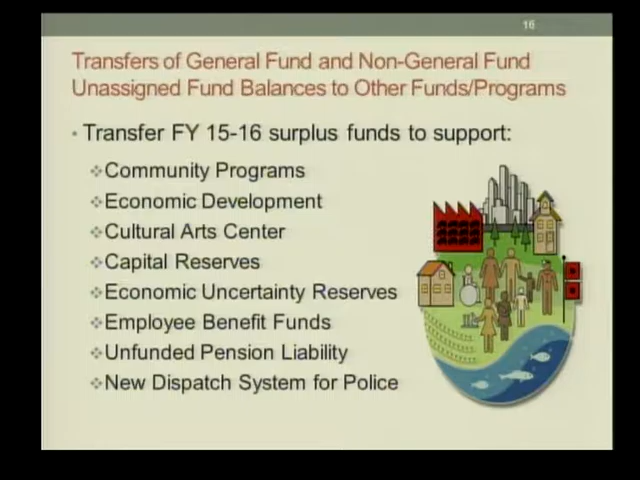 16
Transfers of General Fund and Non-General Fund
Unassigned Fund Balances to Other Funds/Programs
Transfer FY 15-16 surplus funds to support:
Community Programs
Economic Development
Cultural Arts Center
Capital Reserves
Economic Uncertainty Reserves
Employee Benefit Funds
Unfunded Pension Liability
New Dispatch System for Police